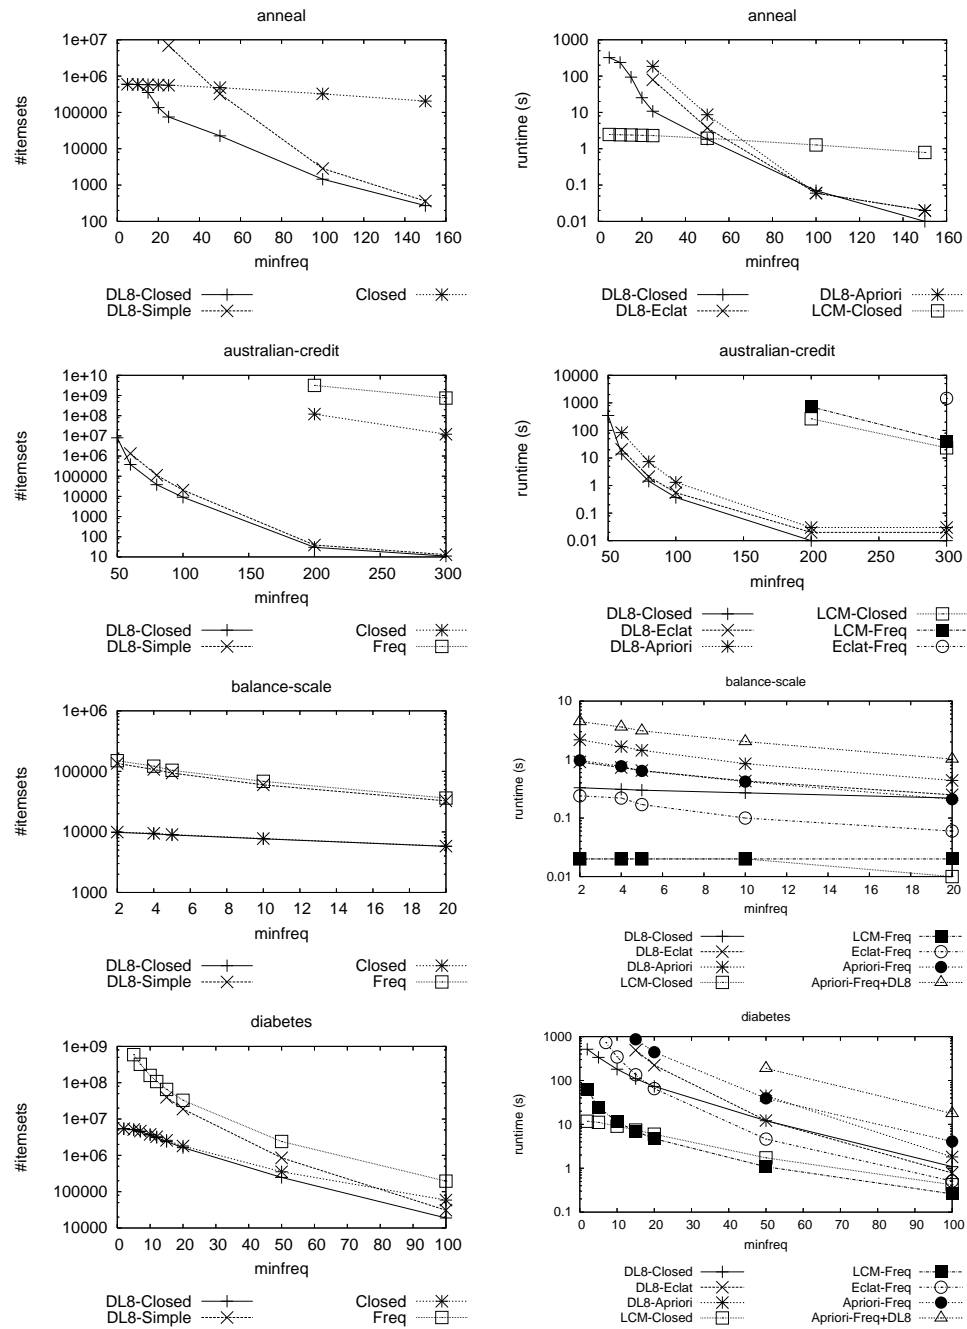 anneal
1e+07
1e+06
100000
10000
1000
100
#itemsets
0 20 40 60 80 100 120 140 160
minfreq
DL8-Closed
DL8-Simple
Closed
anneal
1000
100
10
1
0.1
0.01
runtime (s)
0 20 40 60 80 100 120 140 160
minfreq
DL8-Closed
DL8-Eclat
DL8-Apriori
LCM-Closed
australian-credit
1e+10
1e+09
1e+08
1e+07
1e+06
100000
10000
1000
100
10
#itemsets
50 100 150 200 250 300
minfreq
DL8-Closed
DL8-Simple
Closed
Freq
australian-credit
10000
1000
100
10
1
0.1
0.01
runtime (s)
50 100 150 200 250 300
minfreq
DL8-Closed
DL8-Eclat
DL8-Apriori
LCM-Closed
LCM-Freq
Eclat-Freq
balance-scale
1e+06
100000
10000
1000
#itemsets
2 4 6 8 10 12 14 16 18 20
minfreq
DL8-Closed
DL8-Simple
Closed
Freq
balance-scale
10
1
0.1
0.01
runtime (s)
2 4 6 8 10 12 14 16 18 20
minfreq
DL8-Closed
DL8-Eclat
DL8-Apriori
LCM-Closed
LCM-Freq
Eclat-Freq
Apriori-Freq
Apriori-Freq+DL8
diabetes
1e+09
1e+08
1e+07
1e+06
100000
10000
#itemsets
0 10 20 30 40 50 60 70 80 90 100
minfreq
DL8-Closed
DL8-Simple
Closed
Freq
diabetes
1000
100
10
1
0.1
runtime (s)
0 10 20 30 40 50 60 70 80 90 100
minfreq
DL8-Closed
DL8-Eclat
DL8-Apriori
LCM-Closed
LCM-Freq
Eclat-Freq
Apriori-Freq
Apriori-Freq+DL8